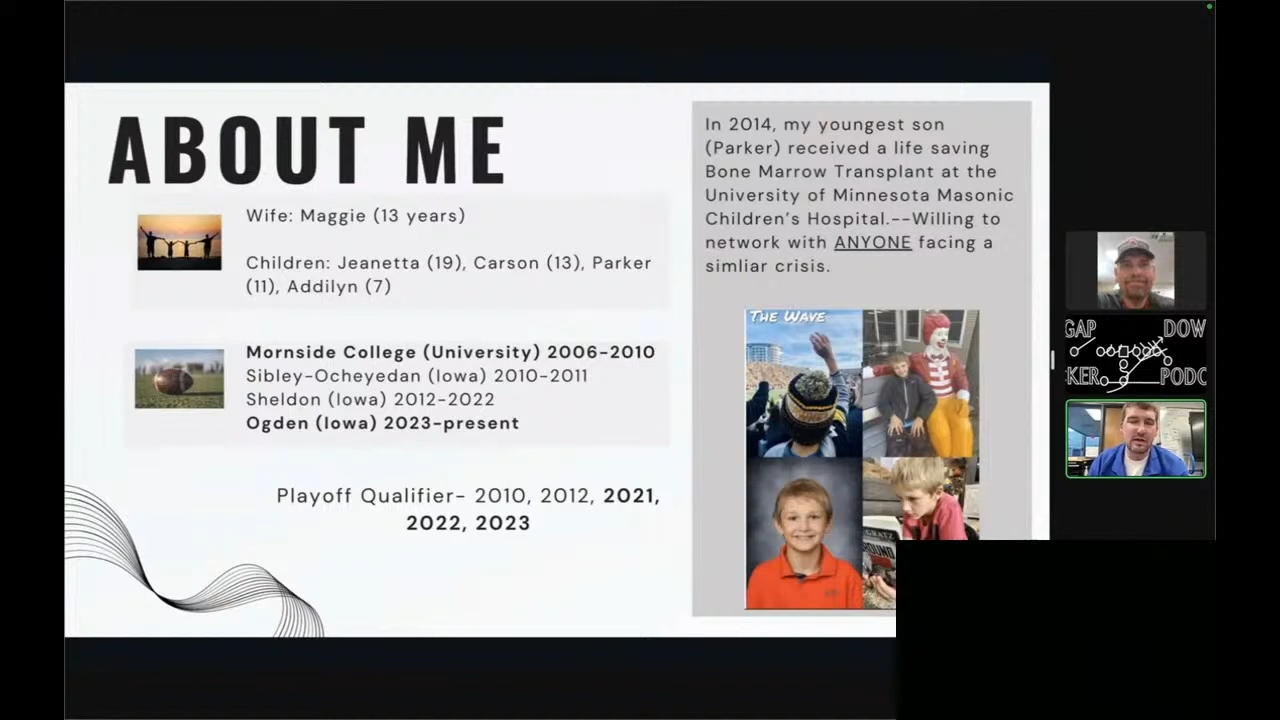 ABOUT ME
Wife: Maggie (13 years)
Children: Jeanetta (19), Carson (13), Parker
(11), Addilyn (7)
Mornside College (University) 2006-2010
Sibley-Ocheyedan (Iowa) 2010-2011
Sheldon (Iowa) 2012-2022
Ogden (Iowa) 2023-present
Playoff Qualifier- 2010, 2012, 2021,
2022, 2023
In 2014, my youngest son
(Parker) received a life saving
Bone Marrow Transplant at the
University of Minnesota Masonic
Children's Hospital.--Willing to
network with ANYONE facing a
simliar crisis.
THE WAVE
GRATZ
ROUND
GAP DOW
KER PODC